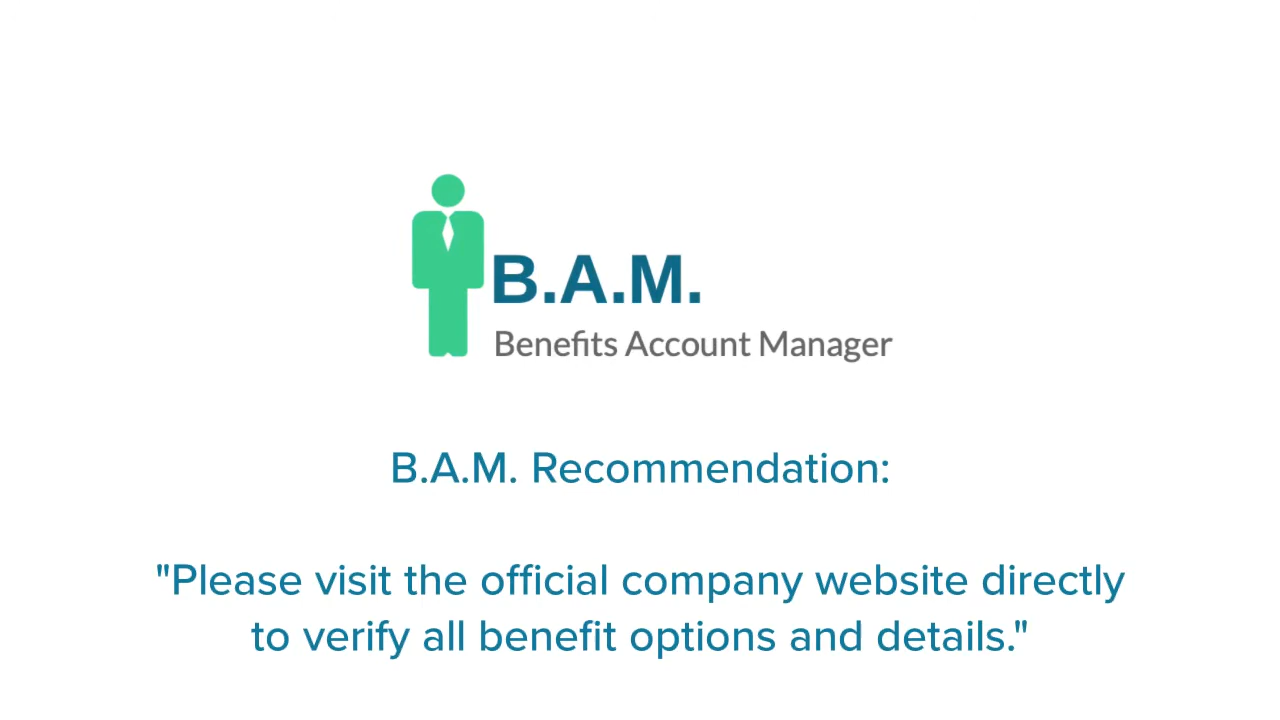 B.A.M.
Benefits Account Manager
B.A.M. Recommendation:
"Please visit the official company website directly
to verify all benefit options and details."